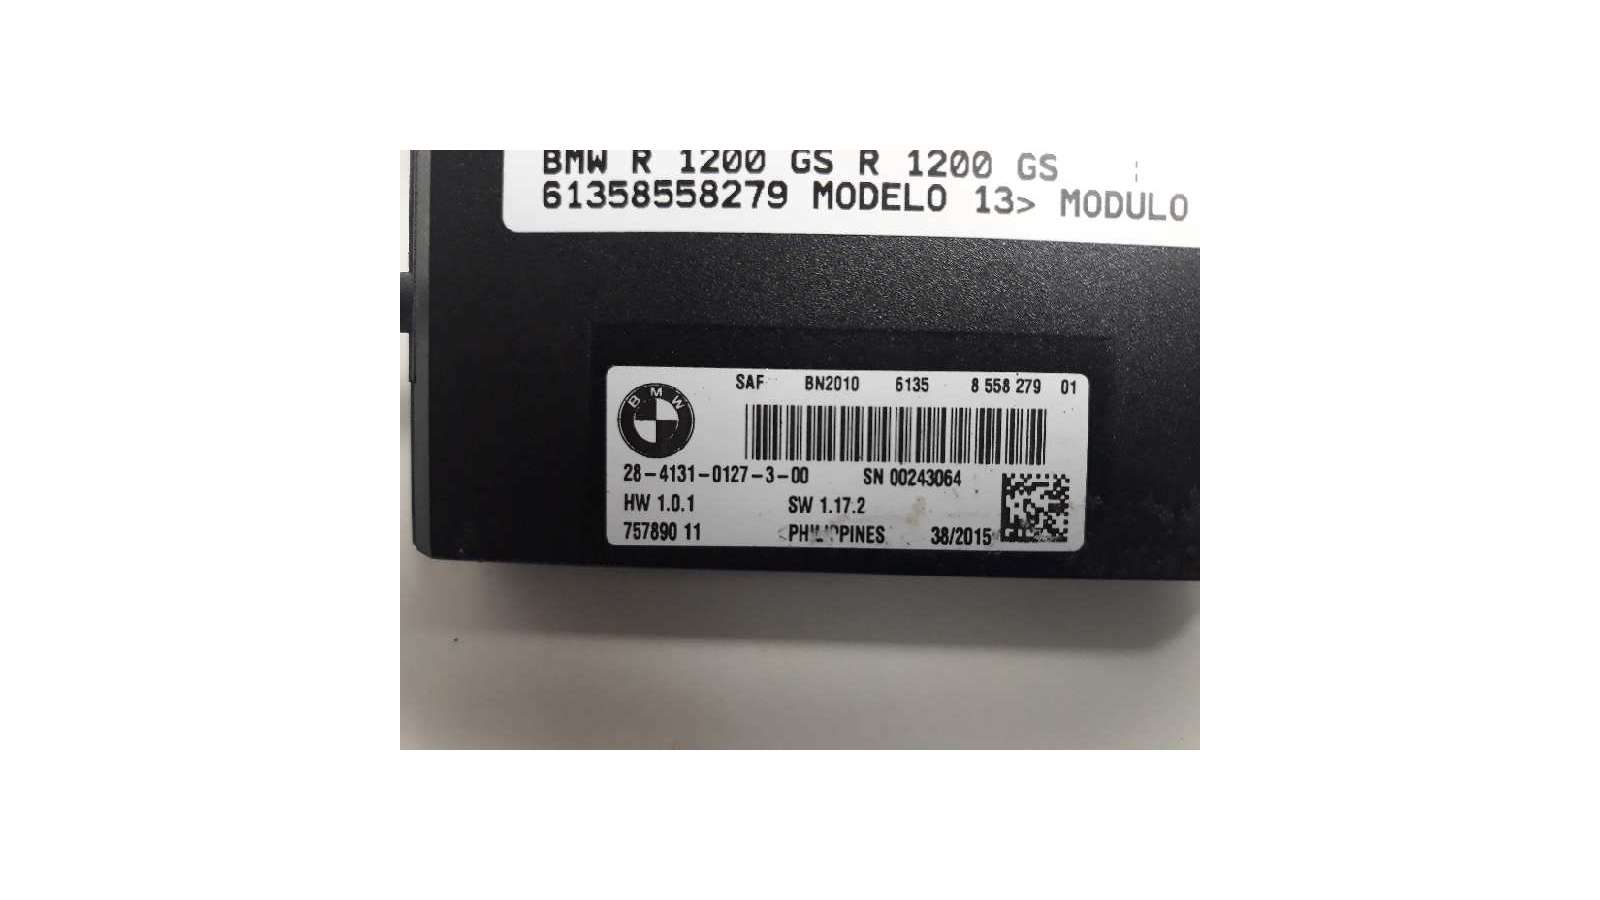 BMW R 1200 GS R 1200 GS
61358558279 MODELO 13> MODULO
SAF BN2010 6135 8 558 279 01
BMW
28-4131-0127-3-00 SN 00243064
HW 1.0.1 SW 1.17.2
757890 11 PHILIPPINES 38/2015